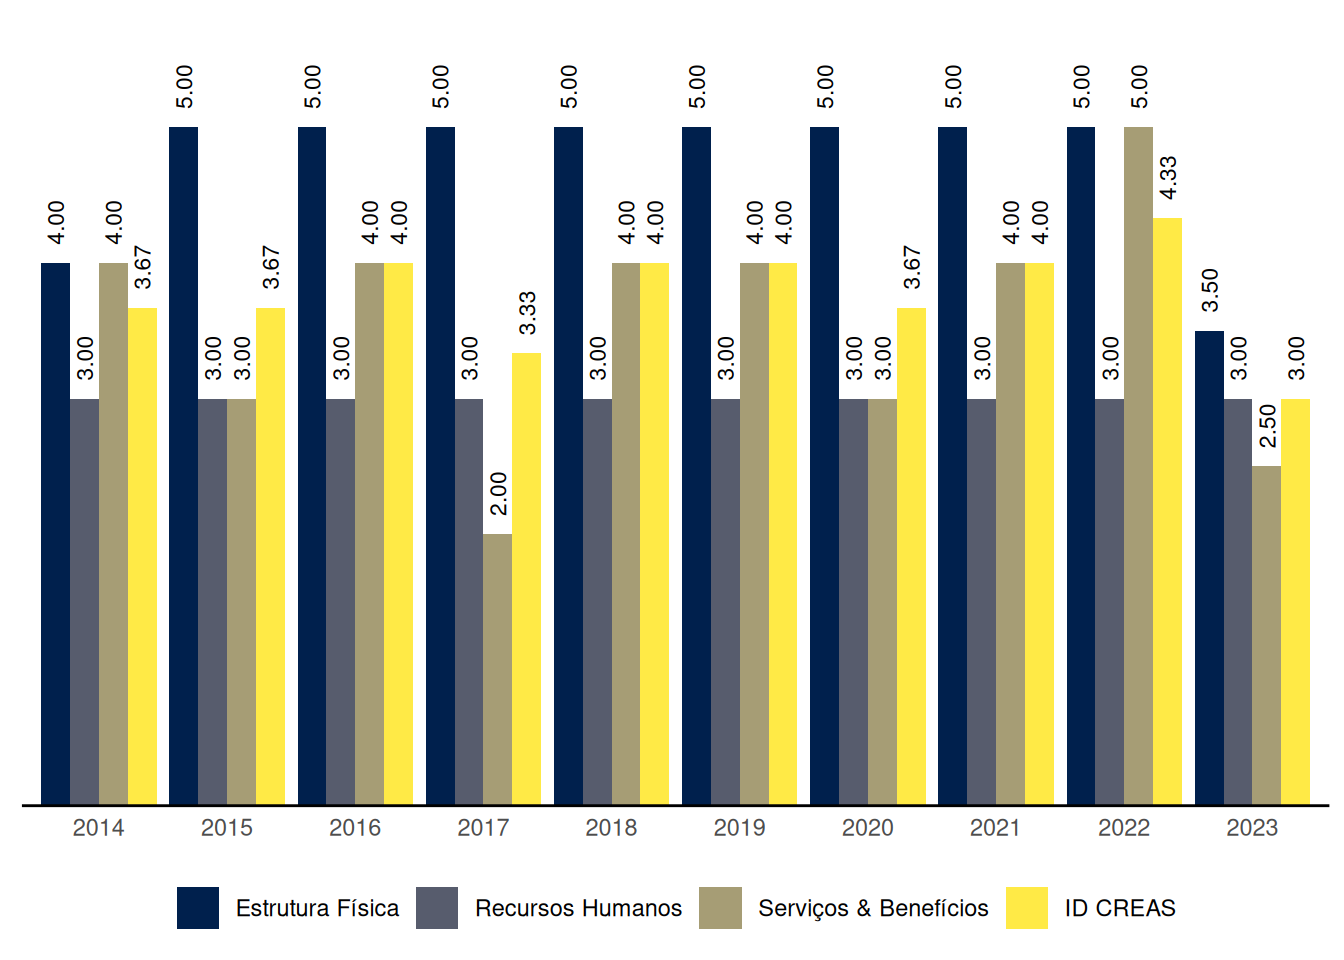 5.00 5.00 5.00 5.00 5.00 5.00 5.00 5.00 5.00
4.33
4.00 4.00 4.00 4.00 4.00 4.00 4.00 4.00 4.00 4.00
3.67 3.67 3.67
3.50
3.33
3.00 3.00 3.00 3.00 3.00 3.00 3.00 3.00 3.00 3.00 3.00 3.00 3.00
2.50
2.00
2014 2015 2016 2017 2018 2019 2020 2021 2022 2023
Estrutura Física Recursos Humanos Serviços & Benefícios ID CREAS